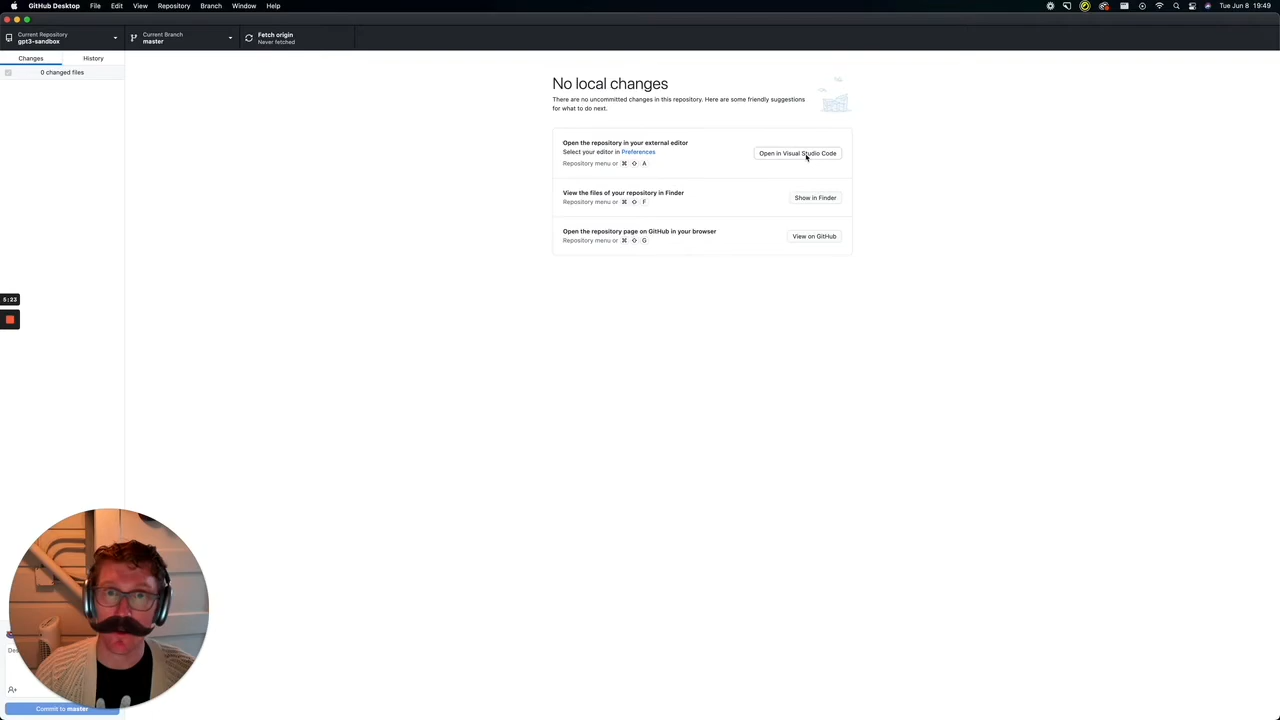 GitHub Desktop File Edit View Repository Branch Window Help
Tue Jun 8 19:49
Current Repository
gpt3-sandbox
Current Branch
master
Fetch origin
Never fetched
Changes
History
0 changed files
No local changes
There are no uncommitted changes in this repository. Here are some friendly suggestions
for what to do next.
Open the repository in your external editor
Select your editor in Preferences
Repository menu or ⌘ ⇧ A
Open in Visual Studio Code
View the files of your repository in Finder
Repository menu or ⌘ ⇧ F
Show in Finder
Open the repository page on GitHub in your browser
Repository menu or ⌘ ⇧ G
View on GitHub
5:23
Commit to master